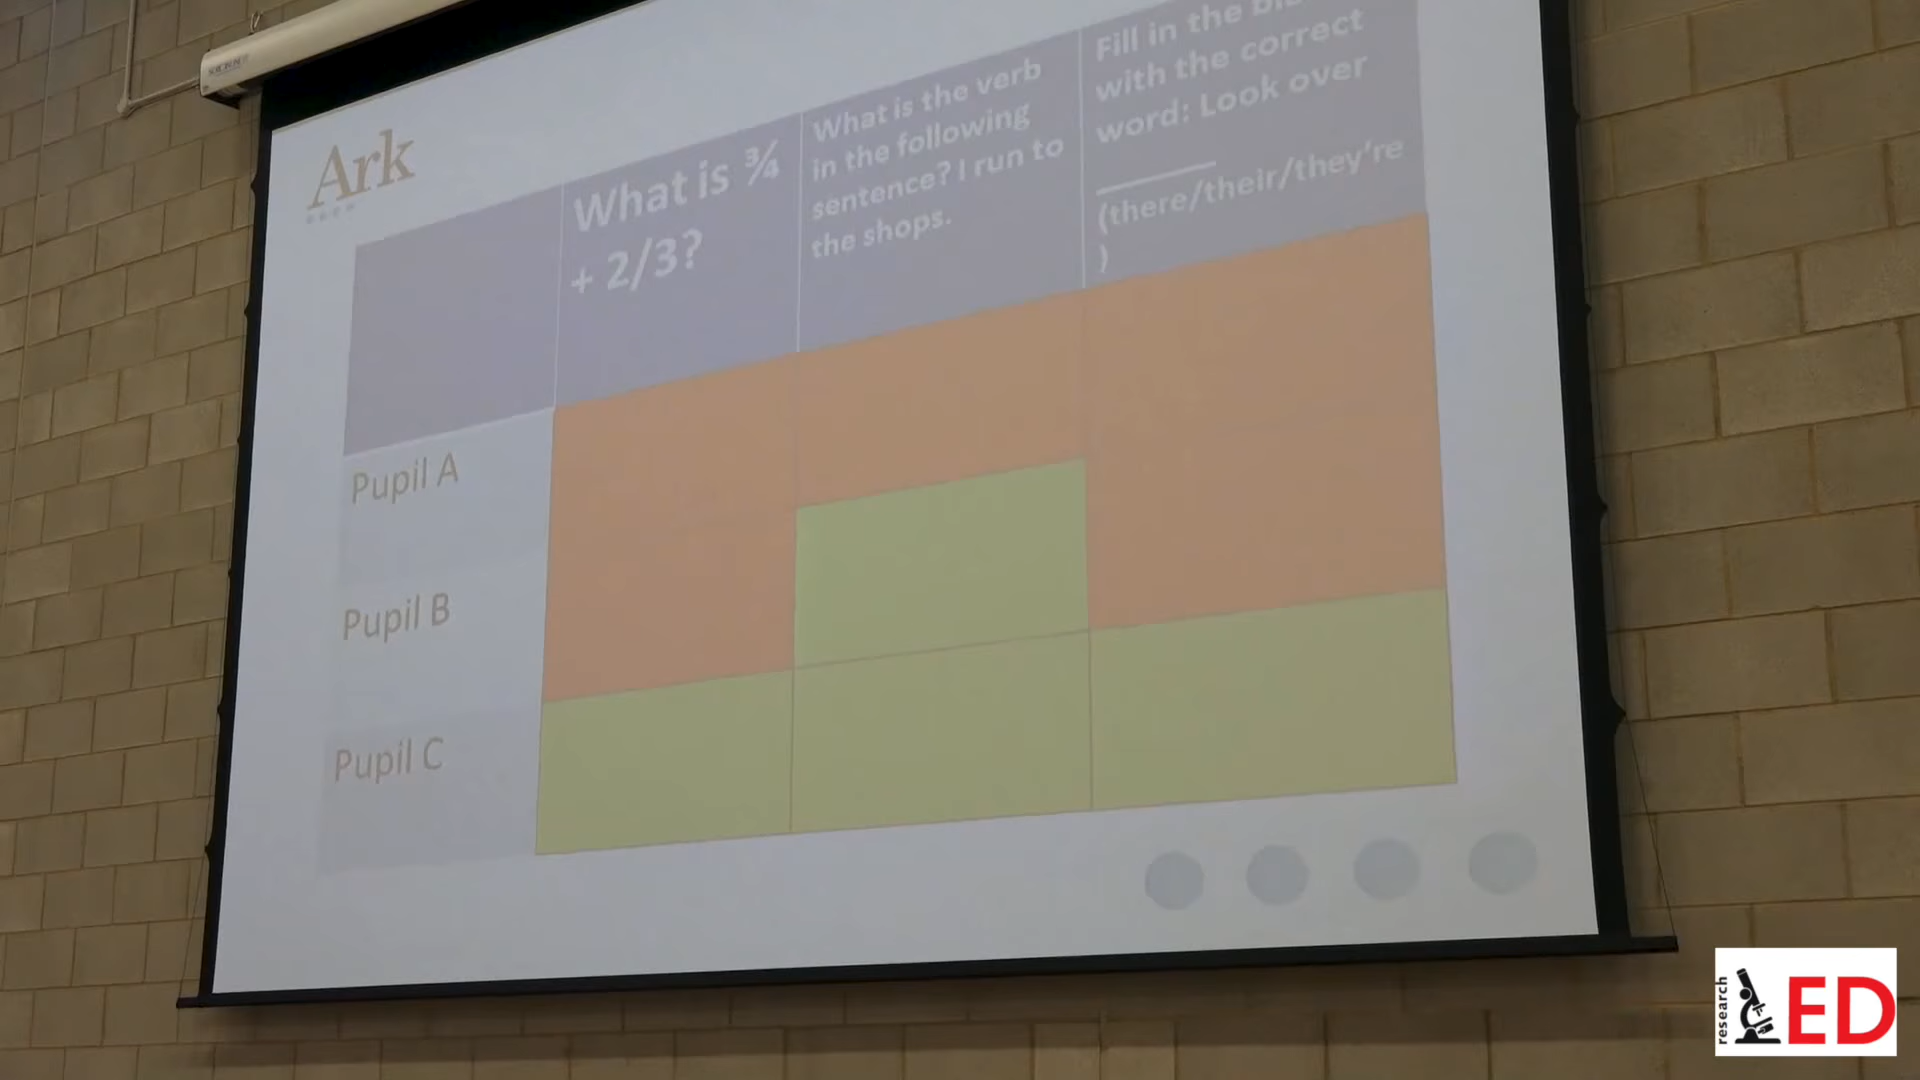 Ark
What is ¾
+ 2/3?
What is the verb
in the following
sentence? I run to
the shops.
Fill in the
with the correct
word: Look over
______
(there/their/they're
)
Pupil A
Pupil B
Pupil C
research
ED